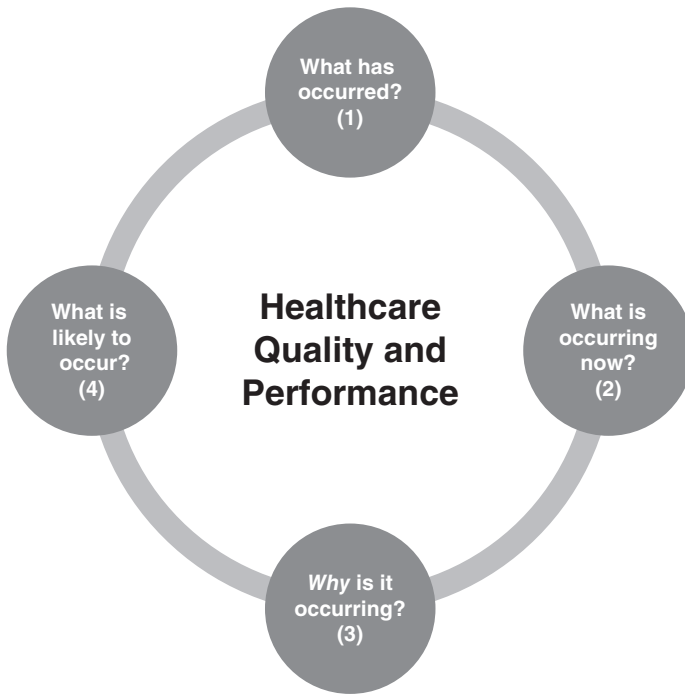 What has
occurred?
(1)
What is
likely to
occur?
(4)
Healthcare
Quality and
Performance
What is
occurring
now?
(2)
Why is it
occurring?
(3)